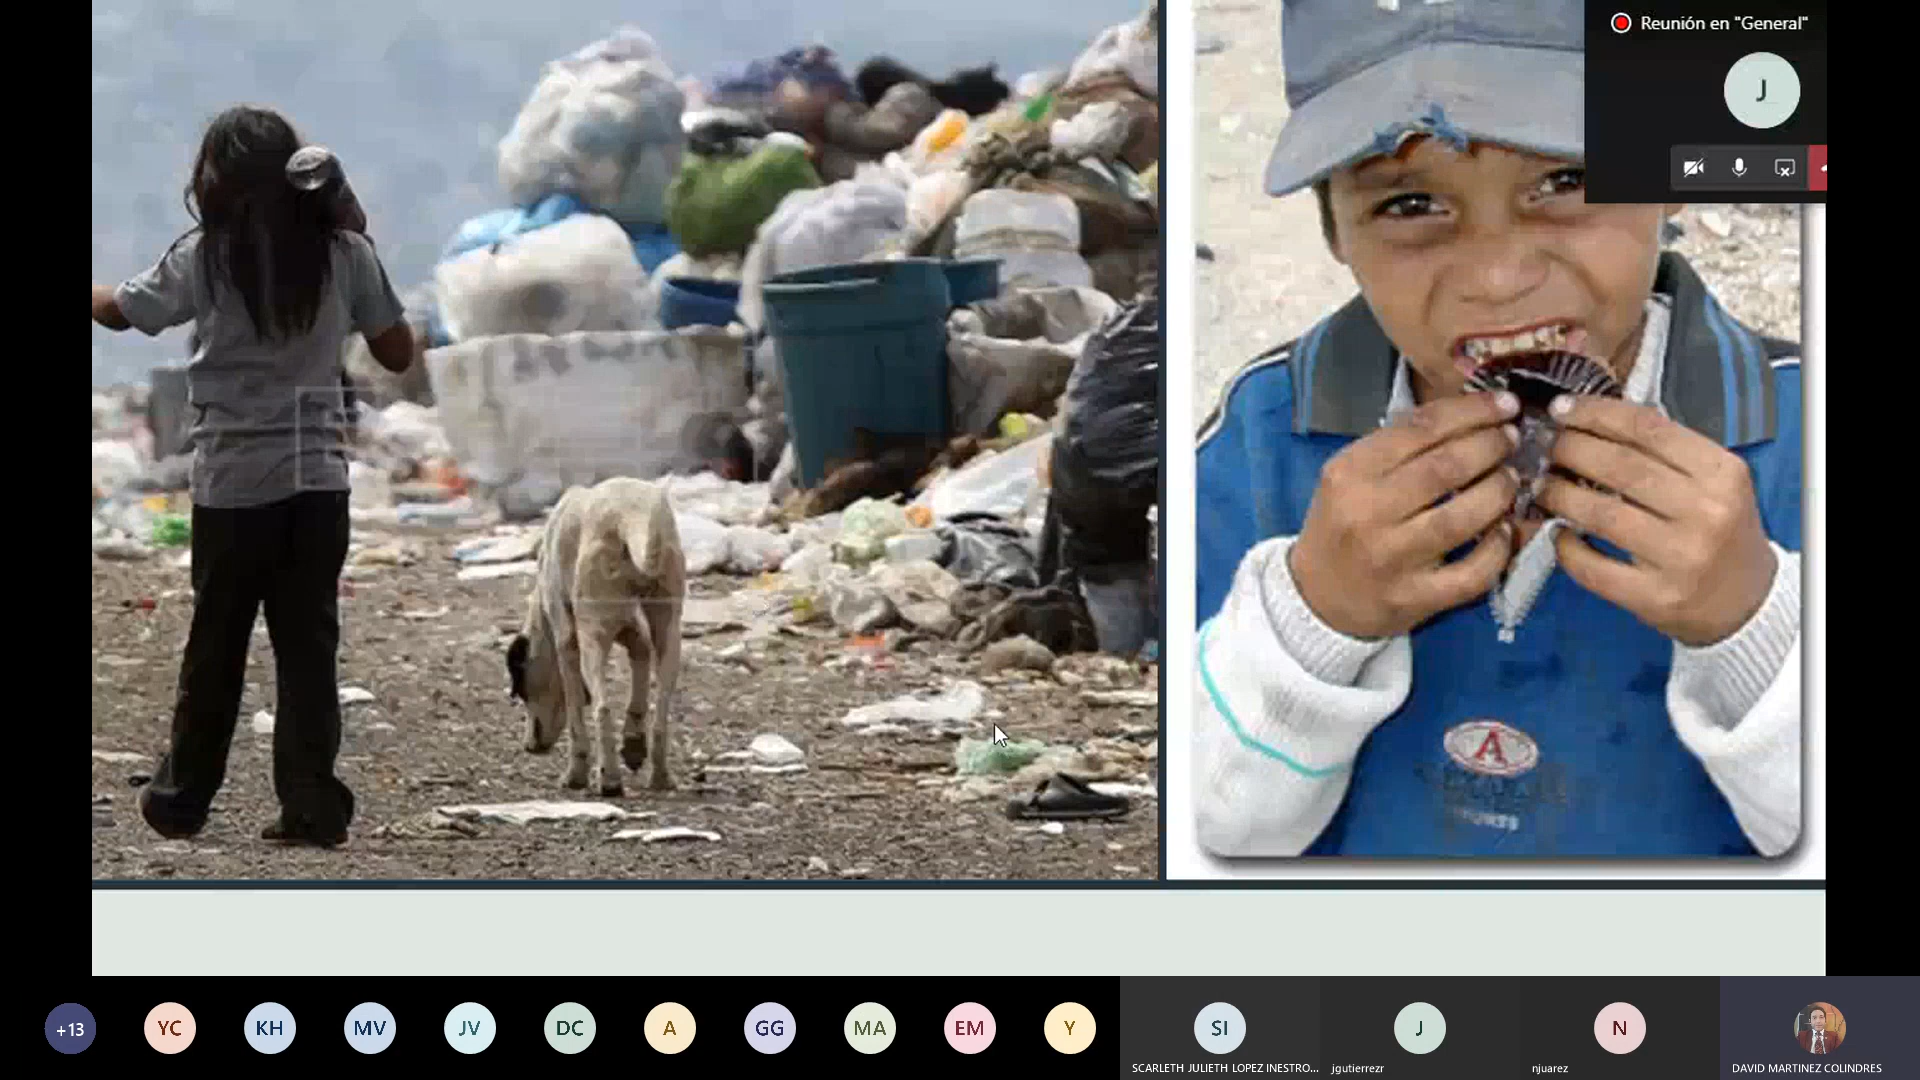 Reunión en "General"
J
A
+13
YC
KH
MV
JV
DC
A
GG
MA
EM
Y
SI
J
N
SCARLETH JULIETH LOPEZ INESTRO...
jgutierrezr
njuarez
DAVID MARTINEZ COLINDRES